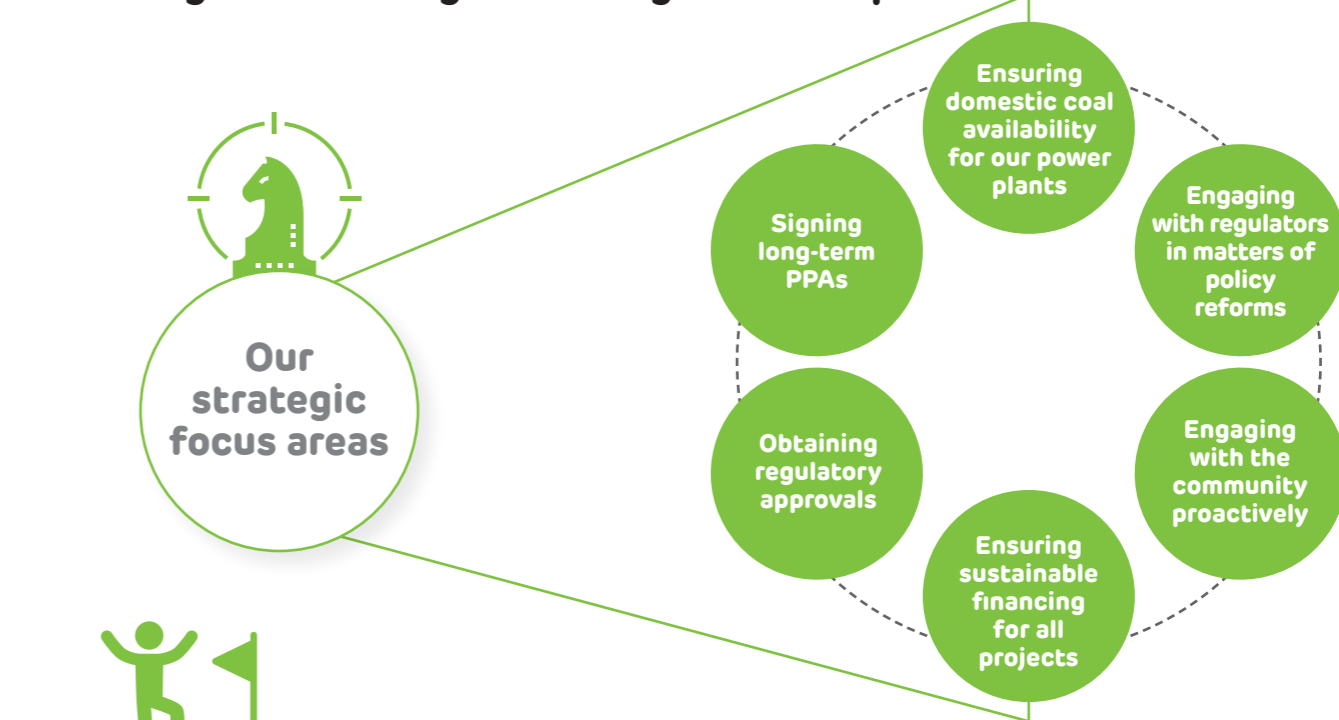 Our
strategic
focus areas
Ensuring
domestic coal
availability
for our power
plants
Engaging
with regulators
in matters of
policy
reforms
Engaging
with the
community
proactively
Ensuring
sustainable
financing
for all
projects
Obtaining
regulatory
approvals
Signing
long-term
PPAs